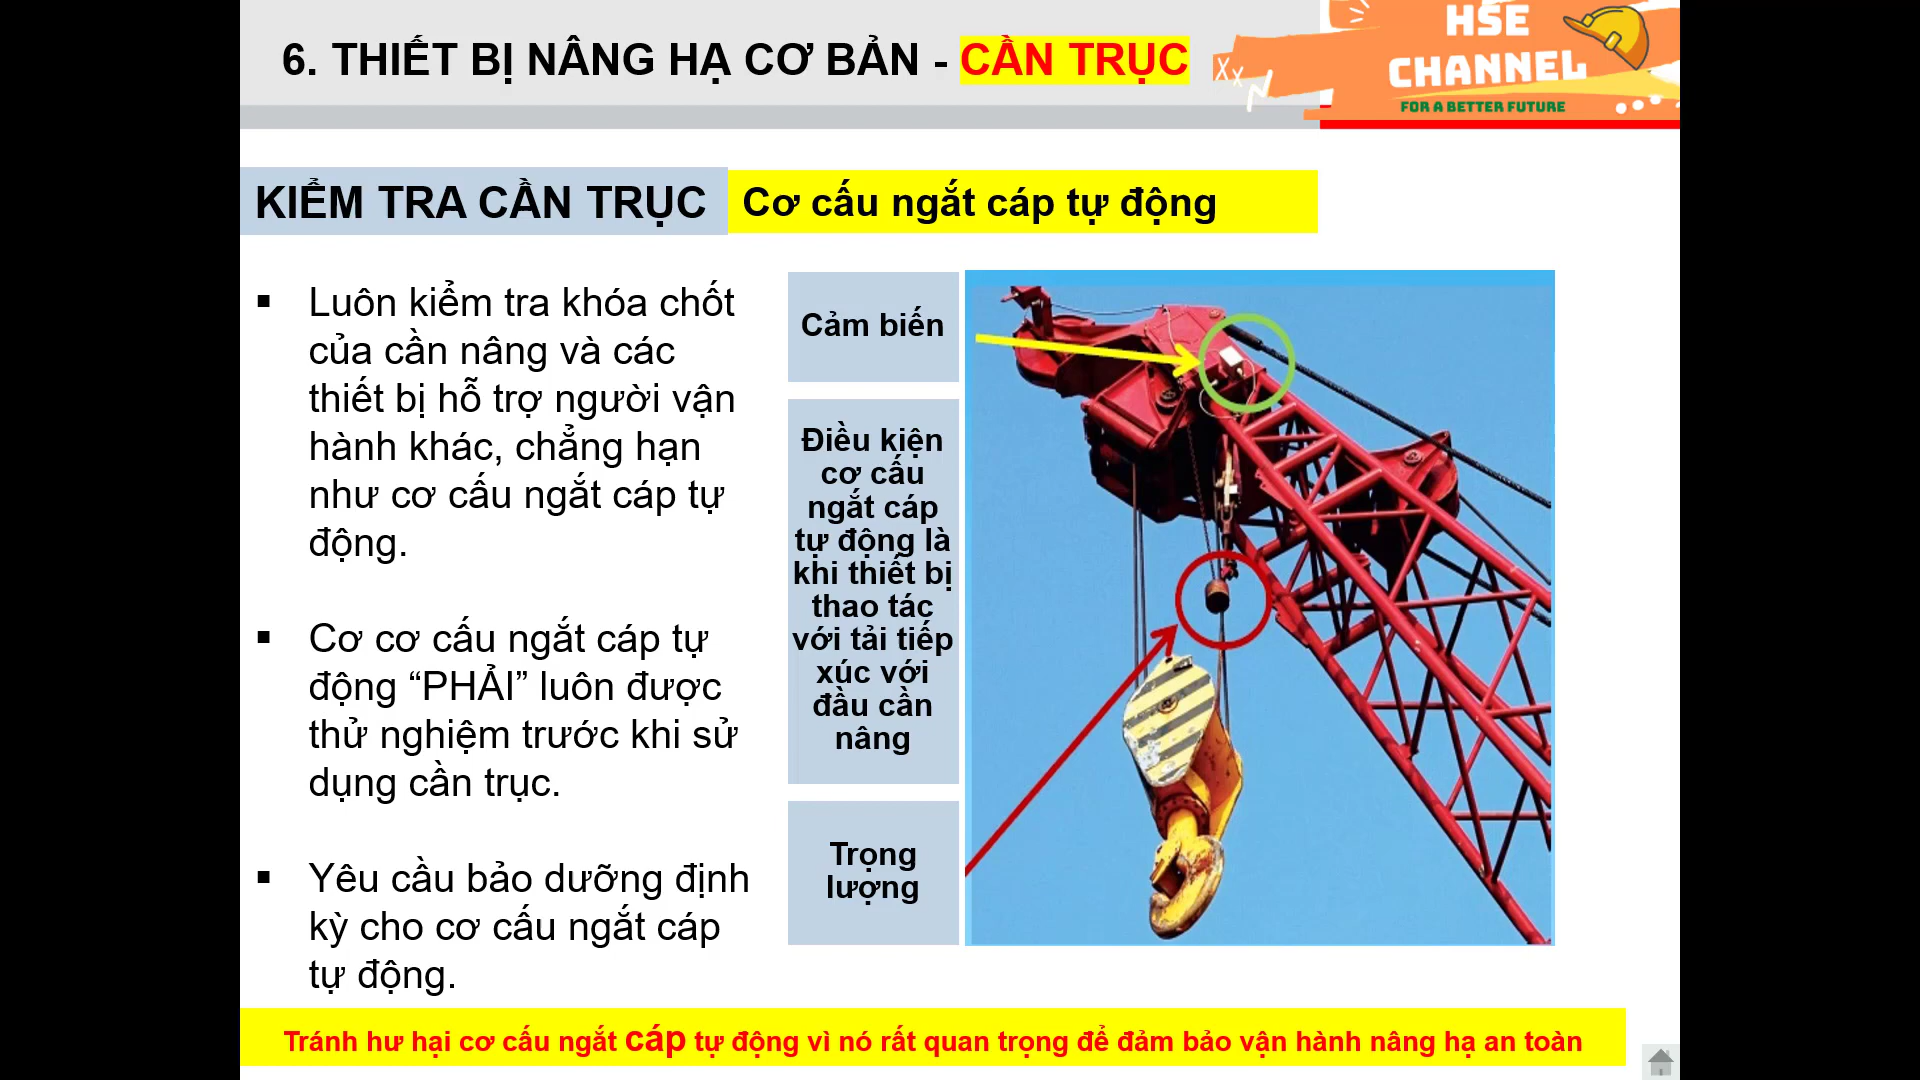 6. THIẾT BỊ NÂNG HẠ CƠ BẢN - CẦN TRỤC
HSE
CHANNEL
FOR A BETTER FUTURE
KIỂM TRA CẦN TRỤC
Cơ cấu ngắt cáp tự động
▪ Luôn kiểm tra khóa chốt
của cần nâng và các
thiết bị hỗ trợ người vận
hành khác, chẳng hạn
như cơ cấu ngắt cáp tự
động.
▪ Cơ cơ cấu ngắt cáp tự
động “PHẢI” luôn được
thử nghiệm trước khi sử
dụng cần trục.
▪ Yêu cầu bảo dưỡng định
kỳ cho cơ cấu ngắt cáp
tự động.
Cảm biến
Điều kiện
cơ cấu
ngắt cáp
tự động là
khi thiết bị
thao tác
với tải tiếp
xúc với
đầu cần
nâng
Trọng
lượng
Tránh hư hại cơ cấu ngắt cáp tự động vì nó rất quan trọng để đảm bảo vận hành nâng hạ an toàn